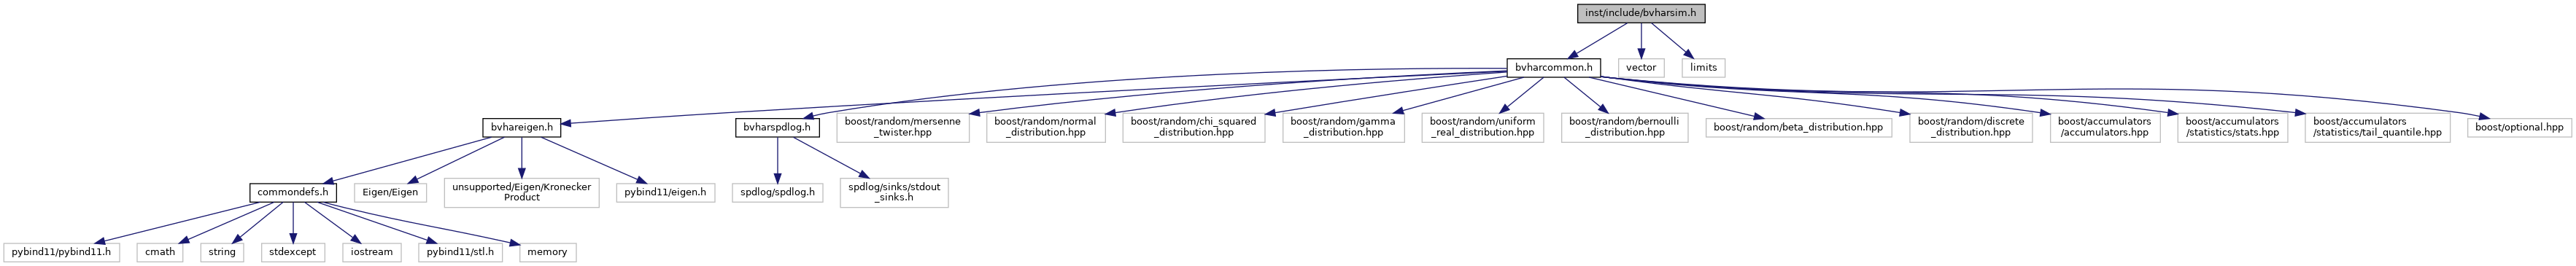 inst/include/bvharsim.h
bvharcommon.h
vector
limits
bvhareigen.h
bvharspdlog.h
boost/random/mersenne
_twister.hpp
boost/random/normal
_distribution.hpp
boost/random/chi_squared
_distribution.hpp
boost/random/gamma
_distribution.hpp
boost/random/uniform
_real_distribution.hpp
boost/random/bernoulli
_distribution.hpp
boost/random/beta_distribution.hpp
boost/random/discrete
_distribution.hpp
boost/accumulators
/accumulators.hpp
boost/accumulators
/statistics/stats.hpp
boost/accumulators
/statistics/tail_quantile.hpp
boost/optional.hpp
commondefs.h
Eigen/Eigen
unsupported/Eigen/Kronecker
Product
pybind11/eigen.h
spdlog/spdlog.h
spdlog/sinks/stdout
_sinks.h
pybind11/pybind11.h
cmath
string
stdexcept
iostream
pybind11/stl.h
memory